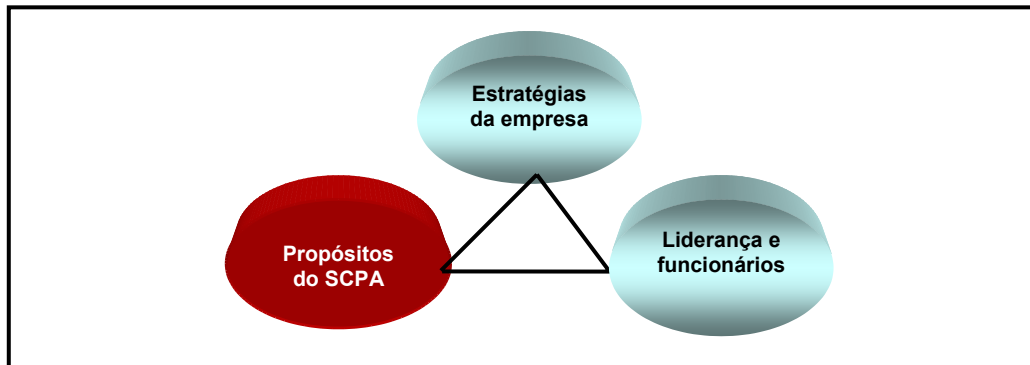 Estratégias
da empresa
Propósitos
do SCPA
Liderança e
funcionários